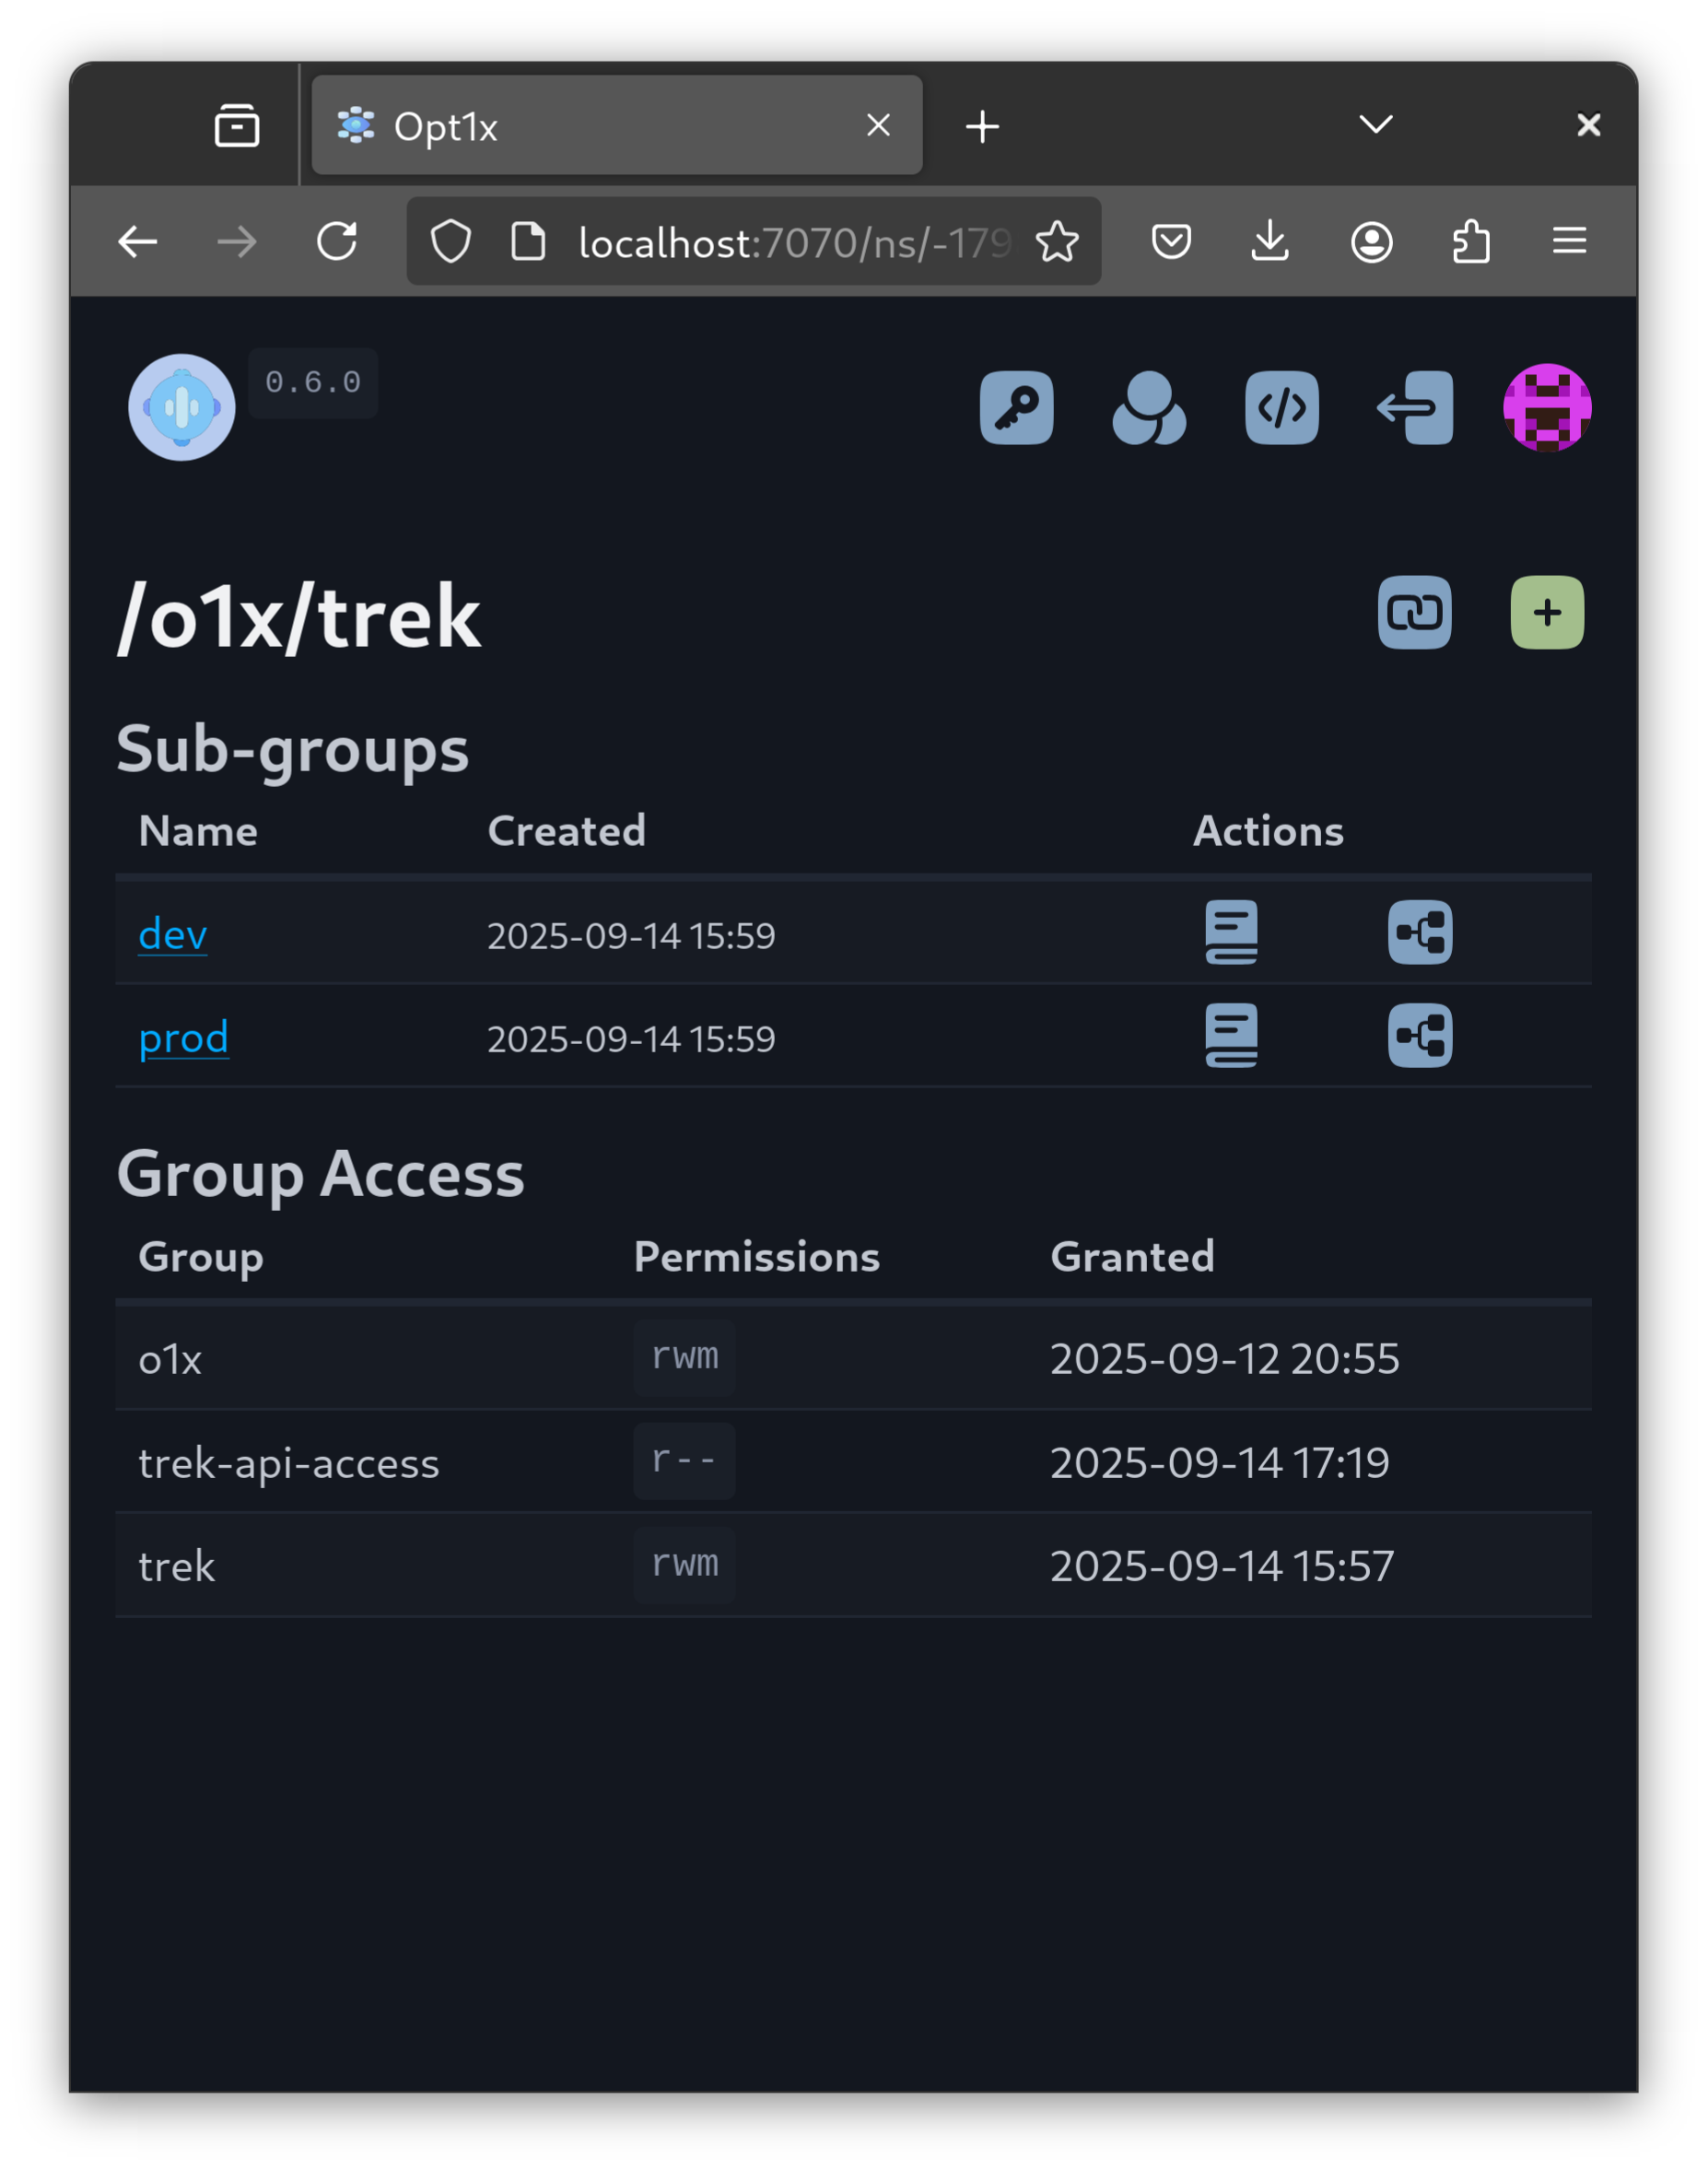 Opt1x
localhost:7070/ns/-179
0.6.0
/o1x/trek
Sub-groups
Name Created Actions
dev 2025-09-14 15:59
prod 2025-09-14 15:59
Group Access
Group Permissions Granted
o1x rwm 2025-09-12 20:55
trek-api-access r-- 2025-09-14 17:19
trek rwm 2025-09-14 15:57